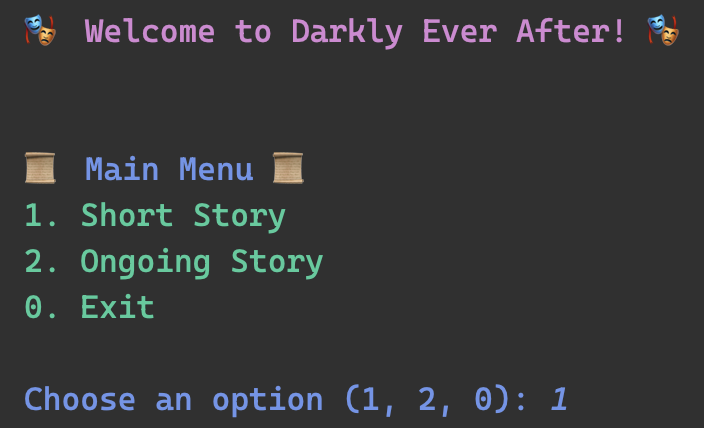 🎭 Welcome to Darkly Ever After! 🎭
📜 Main Menu 📜
1. Short Story
2. Ongoing Story
0. Exit
Choose an option (1, 2, 0): 1